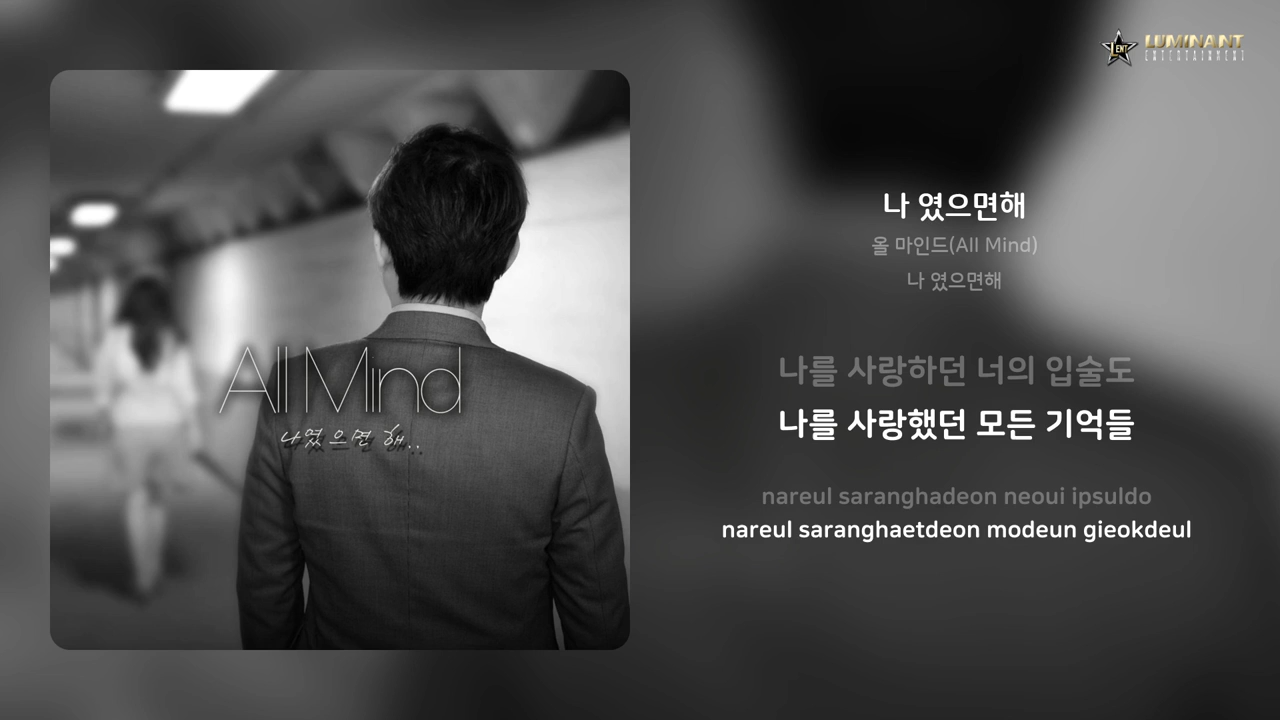 LENT
LUMINANT
ENTERTAINMENT
All Mind
나였으면 해..
나 였으면해
올 마인드(All Mind)
나 였으면해
나를 사랑하던 너의 입술도
나를 사랑했던 모든 기억들
nareul saranghadeon neoui ipsuldo
nareul saranghaetdeon modeun gieokdeul